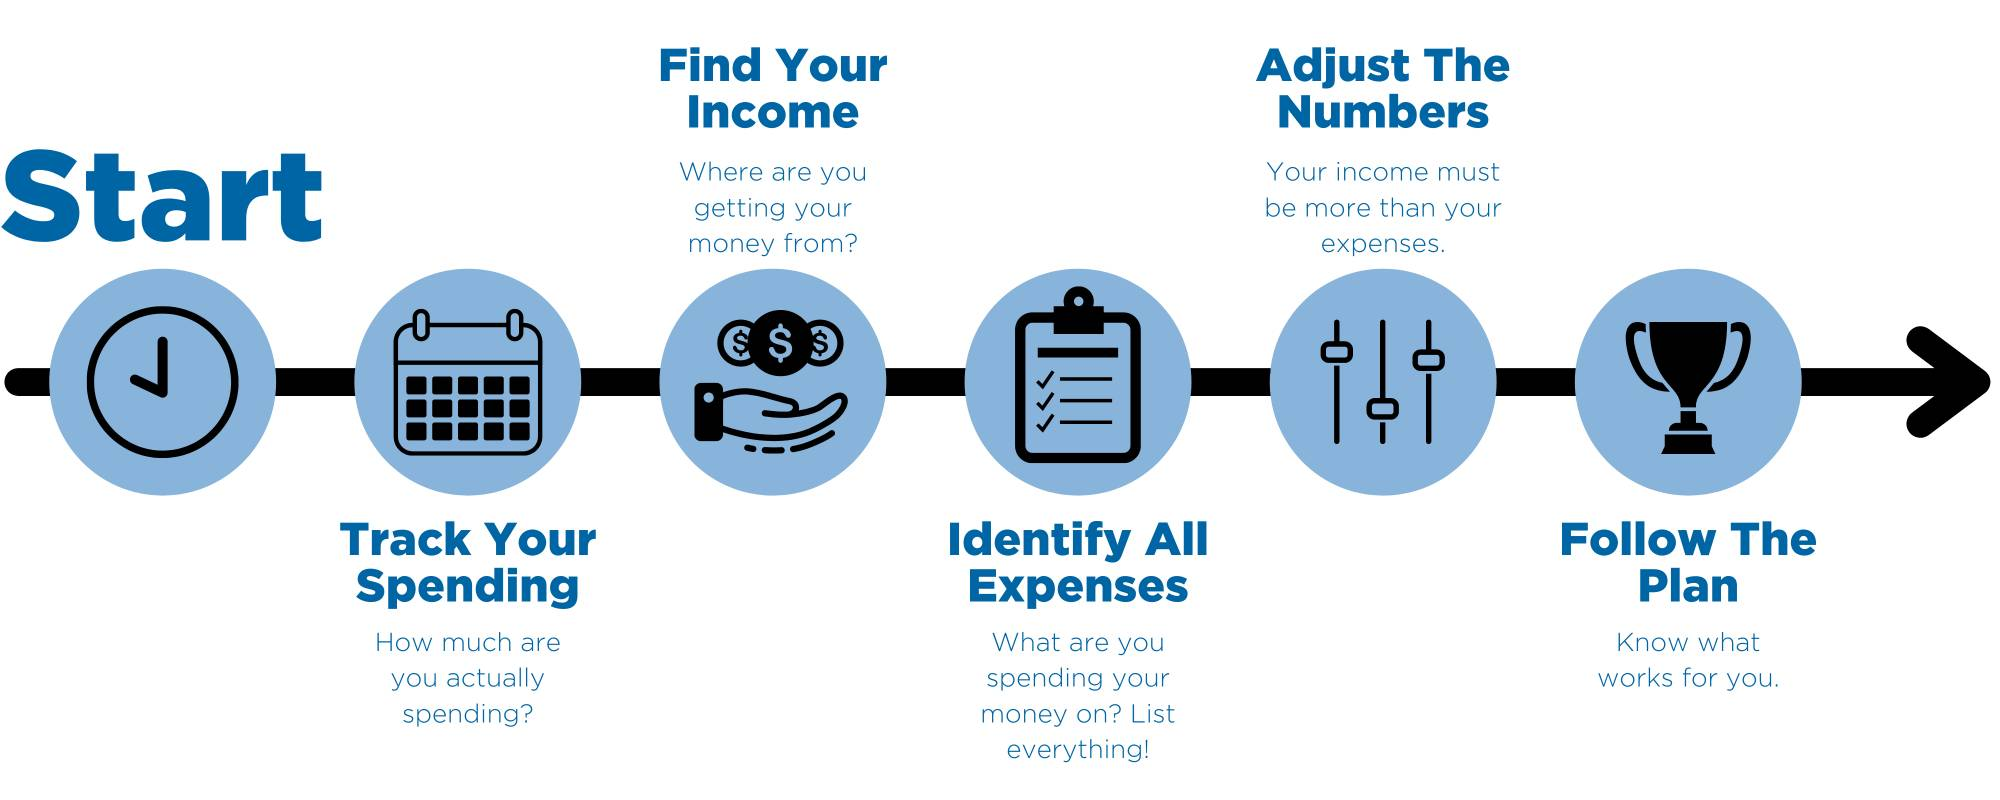 Start
Track Your
Spending
How much are
you actually
spending?
Find Your
Income
Where are you
getting your
money from?
$
$
$
Identify All
Expenses
What are you
spending your
money on? List
everything!
Adjust The
Numbers
Your income must
be more than your
expenses.
Follow The
Plan
Know what
works for you.